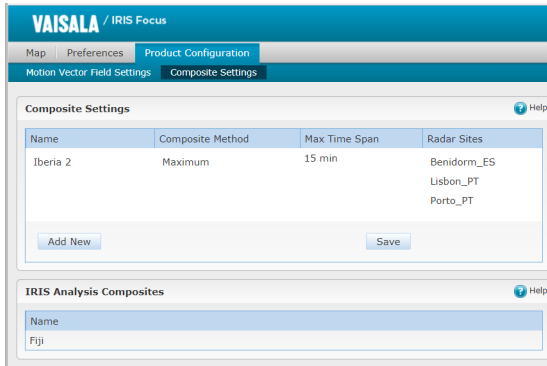 VAISALA / IRIS Focus
Map Preferences Product Configuration
Motion Vector Field Settings Composite Settings
Composite Settings ? Help
Name Composite Method Max Time Span Radar Sites
Iberia 2 Maximum 15 min Benidorm_ES
Lisbon_PT
Porto_PT
Add New Save
IRIS Analysis Composites ? Help
Name
Fiji